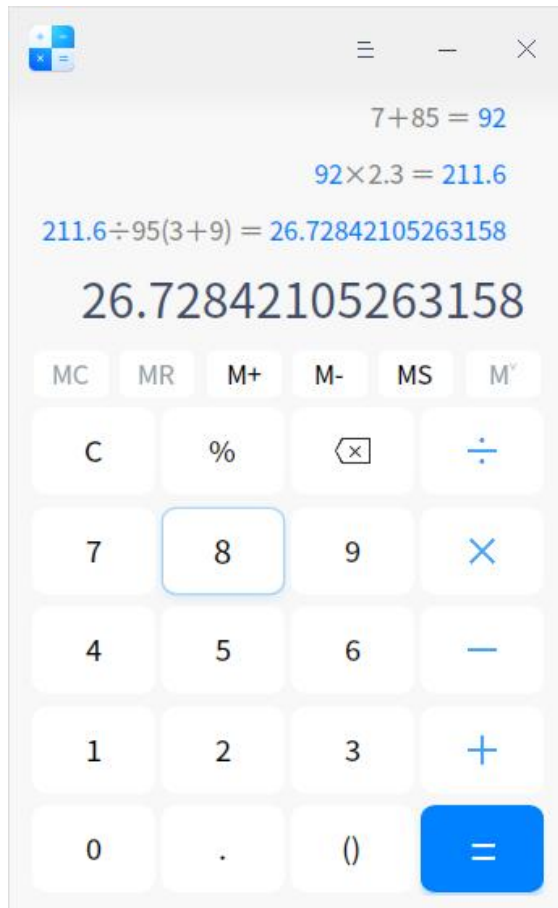 7+85 = 92
92×2.3 = 211.6
211.6÷95(3+9) = 26.72842105263158
26.72842105263158
MC MR M+ M- MS M˅
C % ÷
7 8 9 ×
4 5 6 −
1 2 3 +
0 . () =